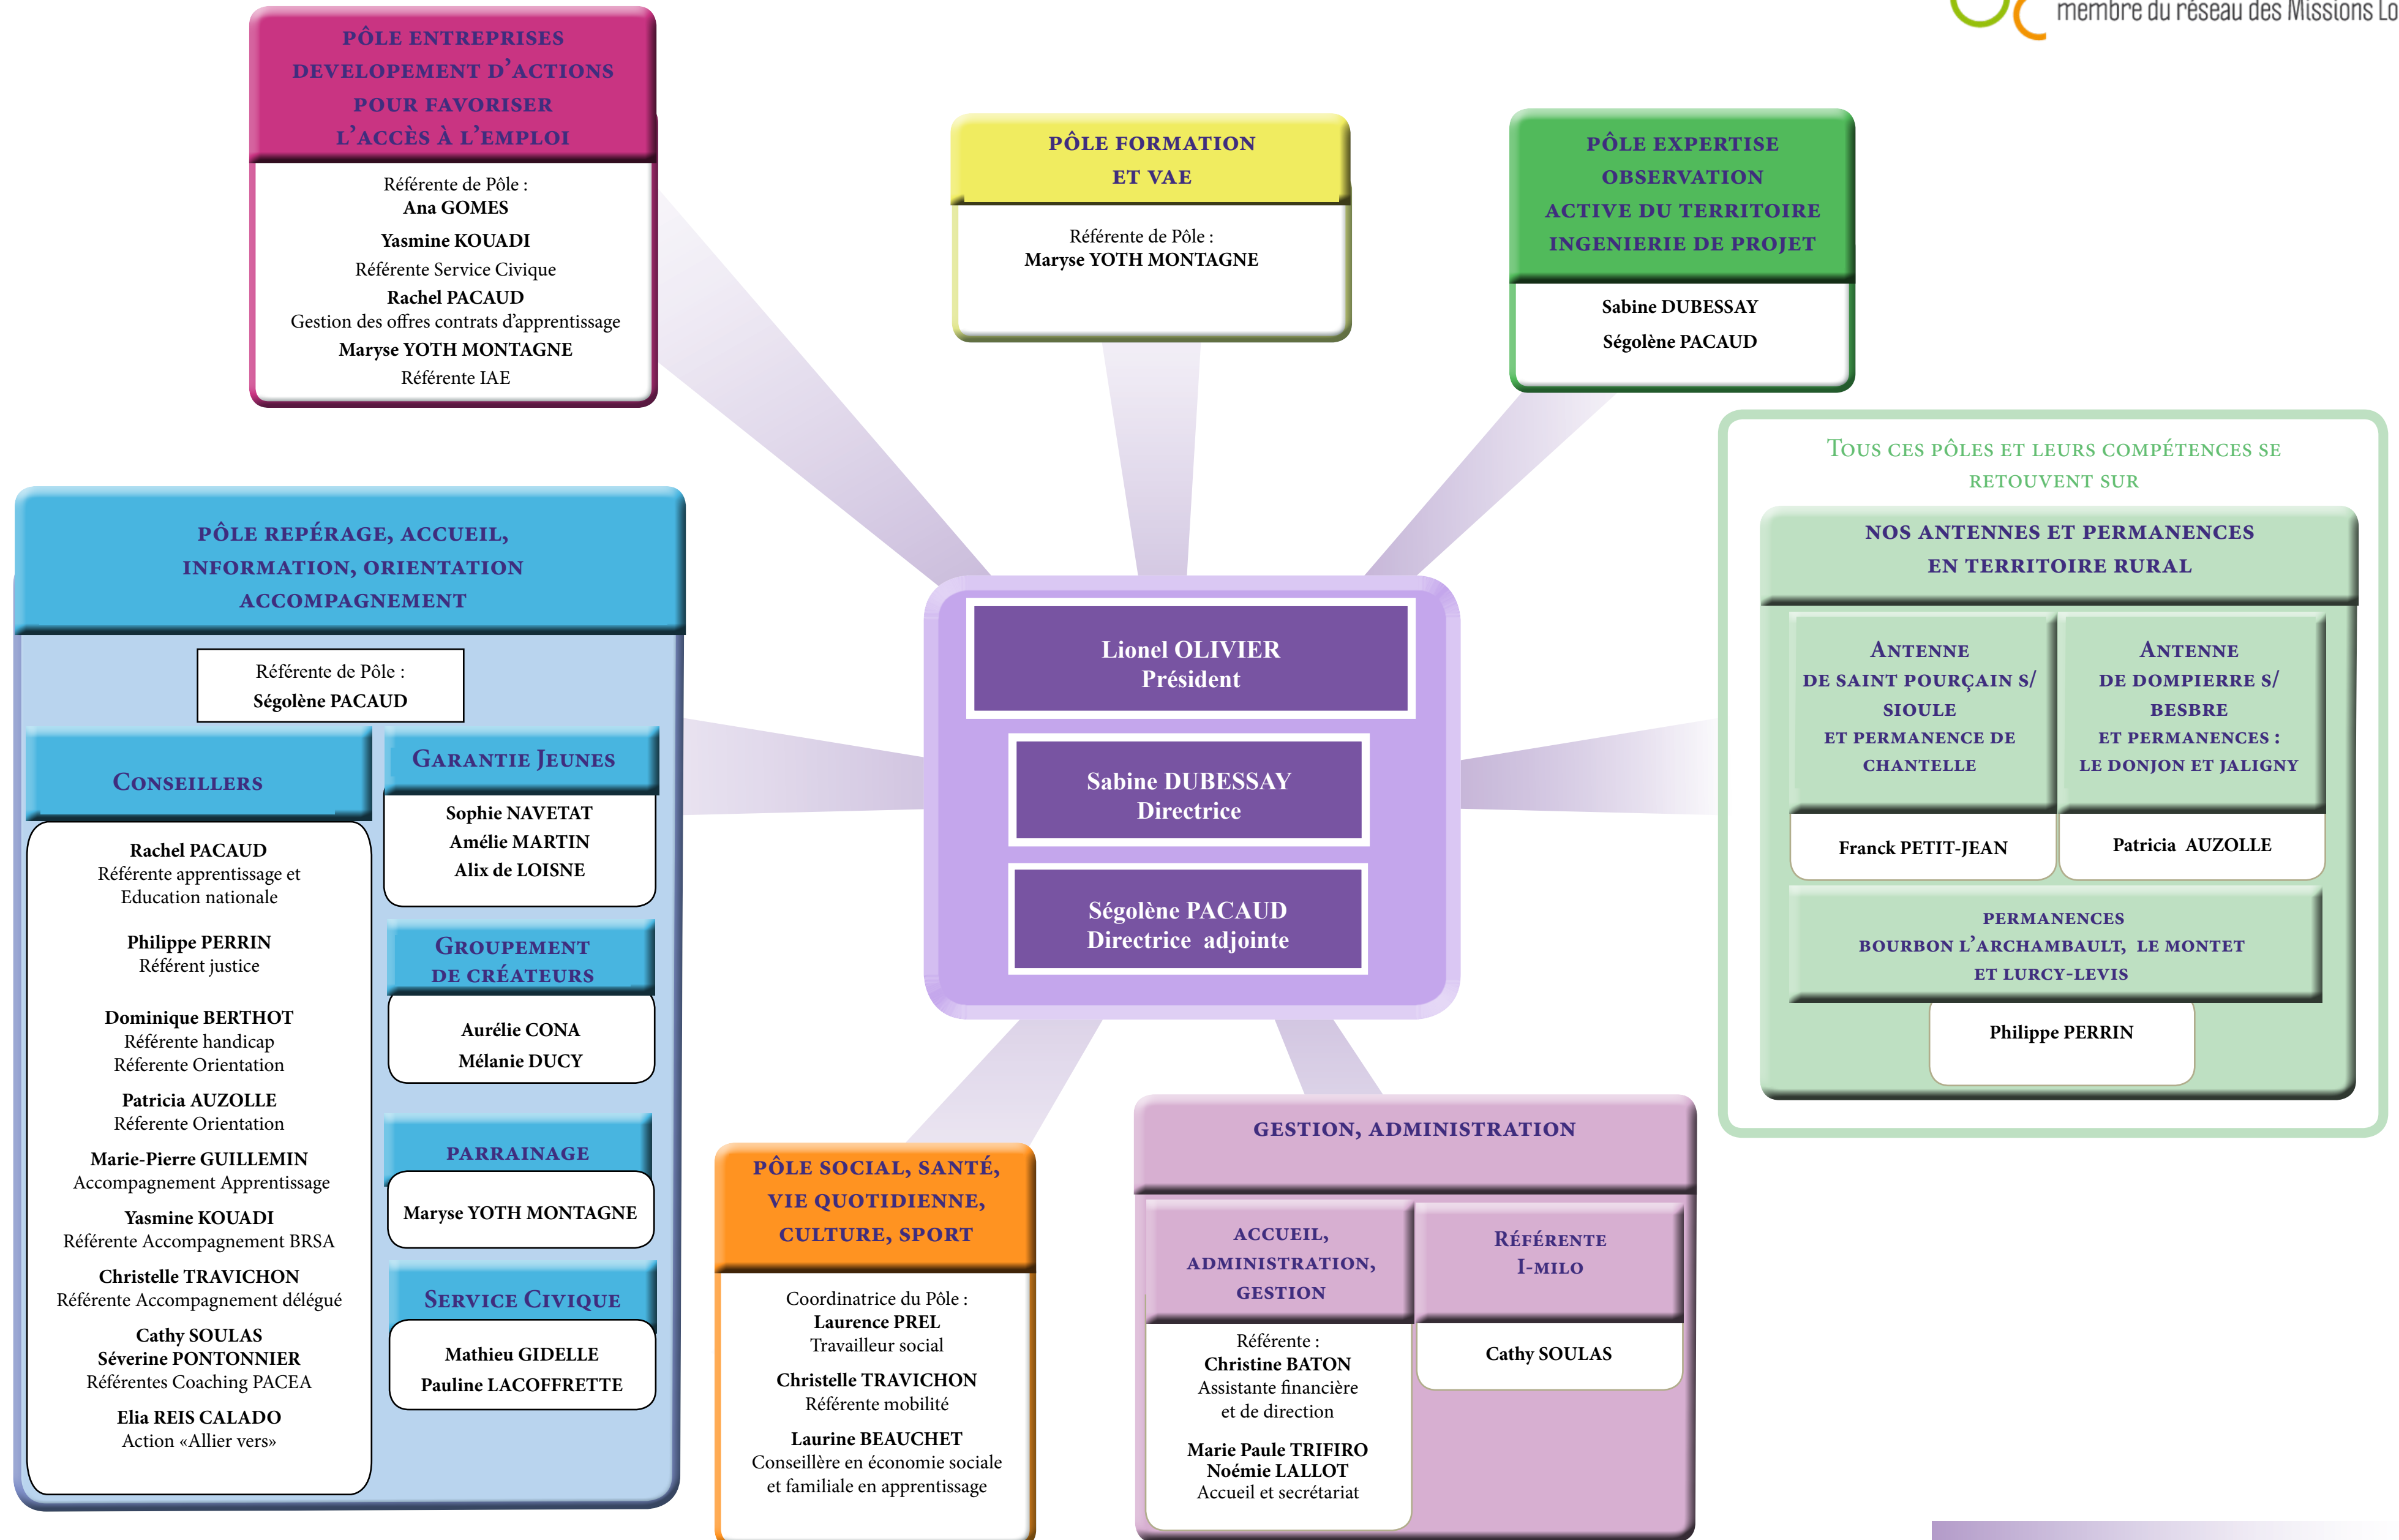 membre du réseau des Missions Lo
PÔLE ENTREPRISES
DEVELOPEMENT D'ACTIONS
POUR FAVORISER
L'ACCÈS À L'EMPLOI
Référente de Pôle :
Ana GOMES
Yasmine KOUADI
Référente Service Civique
Rachel PACAUD
Gestion des offres contrats d'apprentissage
Maryse YOTH MONTAGNE
Référente IAE
PÔLE FORMATION
ET VAE
Référente de Pôle :
Maryse YOTH MONTAGNE
PÔLE EXPERTISE
OBSERVATION
ACTIVE DU TERRITOIRE
INGENIERIE DE PROJET
Sabine DUBESSAY
Ségolène PACAUD
TOUS CES PÔLES ET LEURS COMPÉTENCES SE
RETOUVENT SUR
NOS ANTENNES ET PERMANENCES
EN TERRITOIRE RURAL
ANTENNE
DE SAINT POURÇAIN S/
SIOULE
ET PERMANENCE DE
CHANTELLE
Franck PETIT-JEAN
ANTENNE
DE DOMPIERRE S/
BESBRE
ET PERMANENCES :
LE DONJON ET JALIGNY
Patricia AUZOLLE
PERMANENCES
BOURBON L'ARCHAMBAULT, LE MONTET
ET LURCY-LEVIS
Philippe PERRIN
Lionel OLIVIER
Président
Sabine DUBESSAY
Directrice
Ségolène PACAUD
Directrice adjointe
PÔLE REPÉRAGE, ACCUEIL,
INFORMATION, ORIENTATION
ACCOMPAGNEMENT
Référente de Pôle :
Ségolène PACAUD
CONSEILLERS
Rachel PACAUD
Référente apprentissage et
Education nationale
Philippe PERRIN
Référent justice
Dominique BERTHOT
Référente handicap
Réferente Orientation
Patricia AUZOLLE
Réferente Orientation
Marie-Pierre GUILLEMIN
Accompagnement Apprentissage
Yasmine KOUADI
Référente Accompagnement BRSA
Christelle TRAVICHON
Référente Accompagnement délégué
Cathy SOULAS
Séverine PONTONNIER
Référentes Coaching PACEA
Elia REIS CALADO
Action «Allier vers»
GARANTIE JEUNES
Sophie NAVETAT
Amélie MARTIN
Alix de LOISNE
GROUPEMENT
DE CRÉATEURS
Aurélie CONA
Mélanie DUCY
PARRAINAGE
Maryse YOTH MONTAGNE
SERVICE CIVIQUE
Mathieu GIDELLE
Pauline LACOFFRETTE
PÔLE SOCIAL, SANTÉ,
VIE QUOTIDIENNE,
CULTURE, SPORT
Coordinatrice du Pôle :
Laurence PREL
Travailleur social
Christelle TRAVICHON
Référente mobilité
Laurine BEAUCHET
Conseillère en économie sociale
et familiale en apprentissage
GESTION, ADMINISTRATION
ACCUEIL,
ADMINISTRATION,
GESTION
Référente :
Christine BATON
Assistante financière
et de direction
Marie Paule TRIFIRO
Noémie LALLOT
Accueil et secrétariat
RÉFÉRENTE
I-MILO
Cathy SOULAS